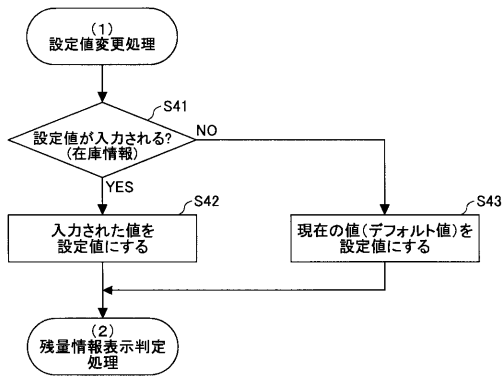 (1)
設定値変更処理
S41
設定値が入力される?
(在庫情報)
NO
YES
S42
入力された値を
設定値にする
S43
現在の値(デフォルト値)を
設定値にする
(2)
残量情報表示判定
処理